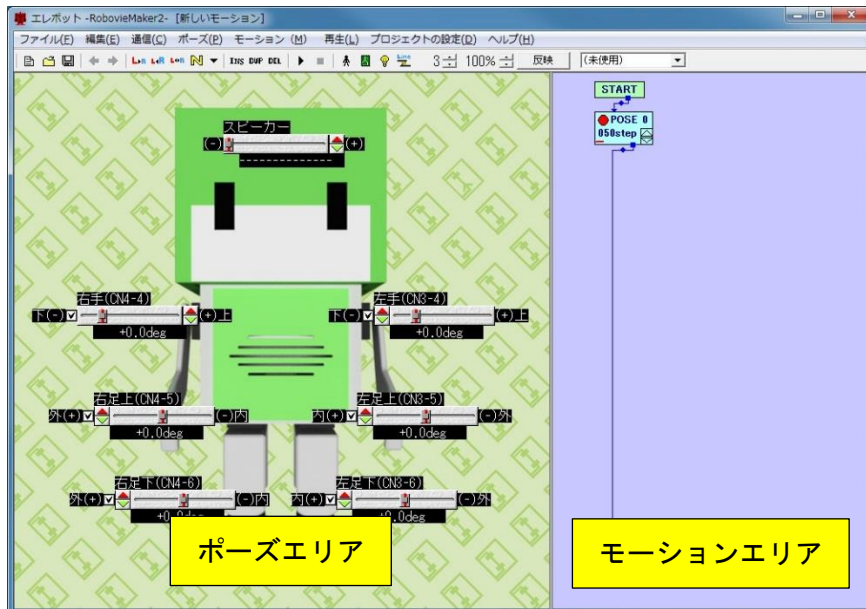 エレボット -RobovieMaker2- [新しいモーション]
ファイル(F) 編集(E) 通信(C) ポーズ(P) モーション (M) 再生(L) プロジェクトの設定(D) ヘルプ(H)
INS DUP DEL Line 3 100% 反映 (未使用)
START
POSE 0
050step
スピーカー
(-) (+)
-------------
右手(CN4-4)
下(-) (+)上
+0.0deg
左手(CN3-4)
下(-) (+)上
+0.0deg
右足上(CN4-5)
外(+) (-)内
+0.0deg
左足上(CN3-5)
内(+) (-)外
+0.0deg
右足下(CN4-6)
外(+) (-)内
左足下(CN3-6)
内(+) (-)外
+0.0deg
ポーズエリア
モーションエリア